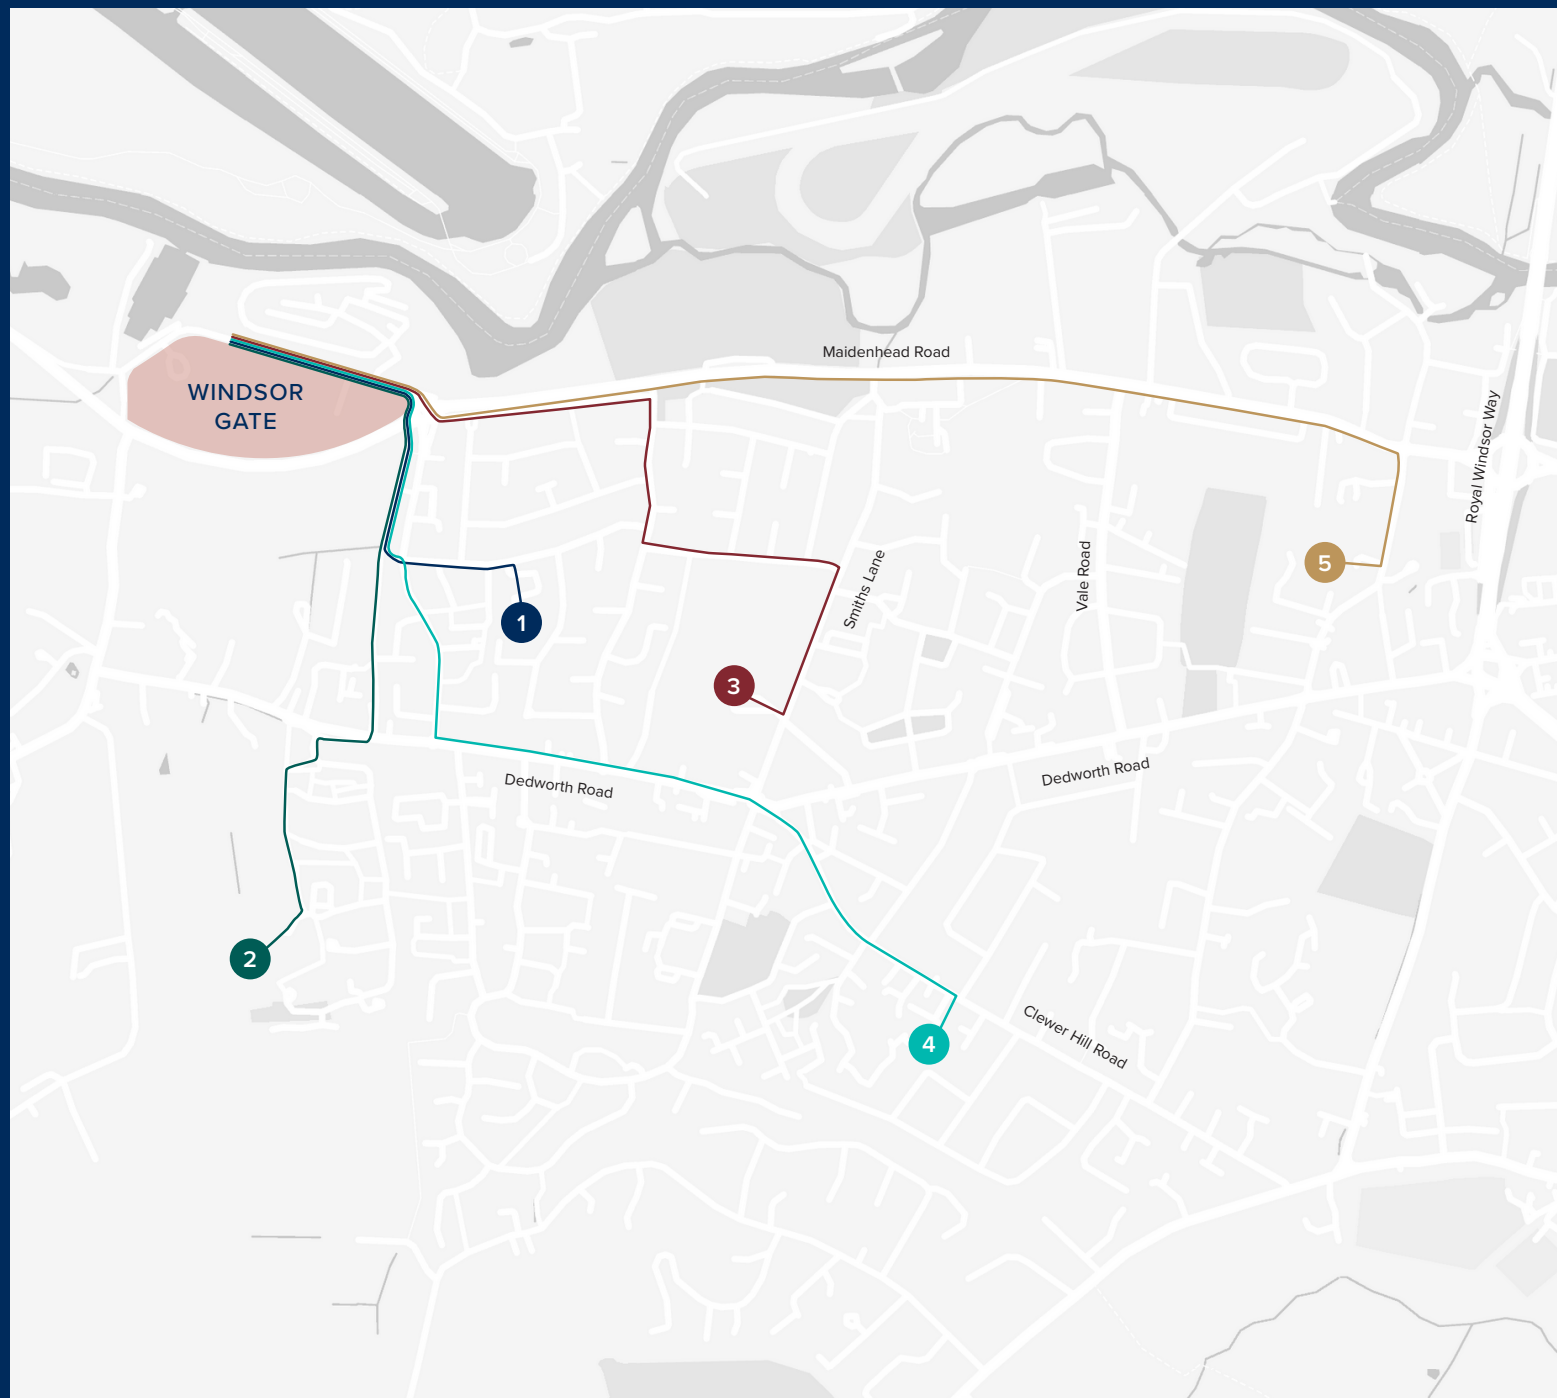 Maidenhead Road
WINDSOR
GATE
Royal Windsor Way
5
Smiths Lane
Vale Road
1
3
Dedworth Road
Dedworth Road
2
Clewer Hill Road
4